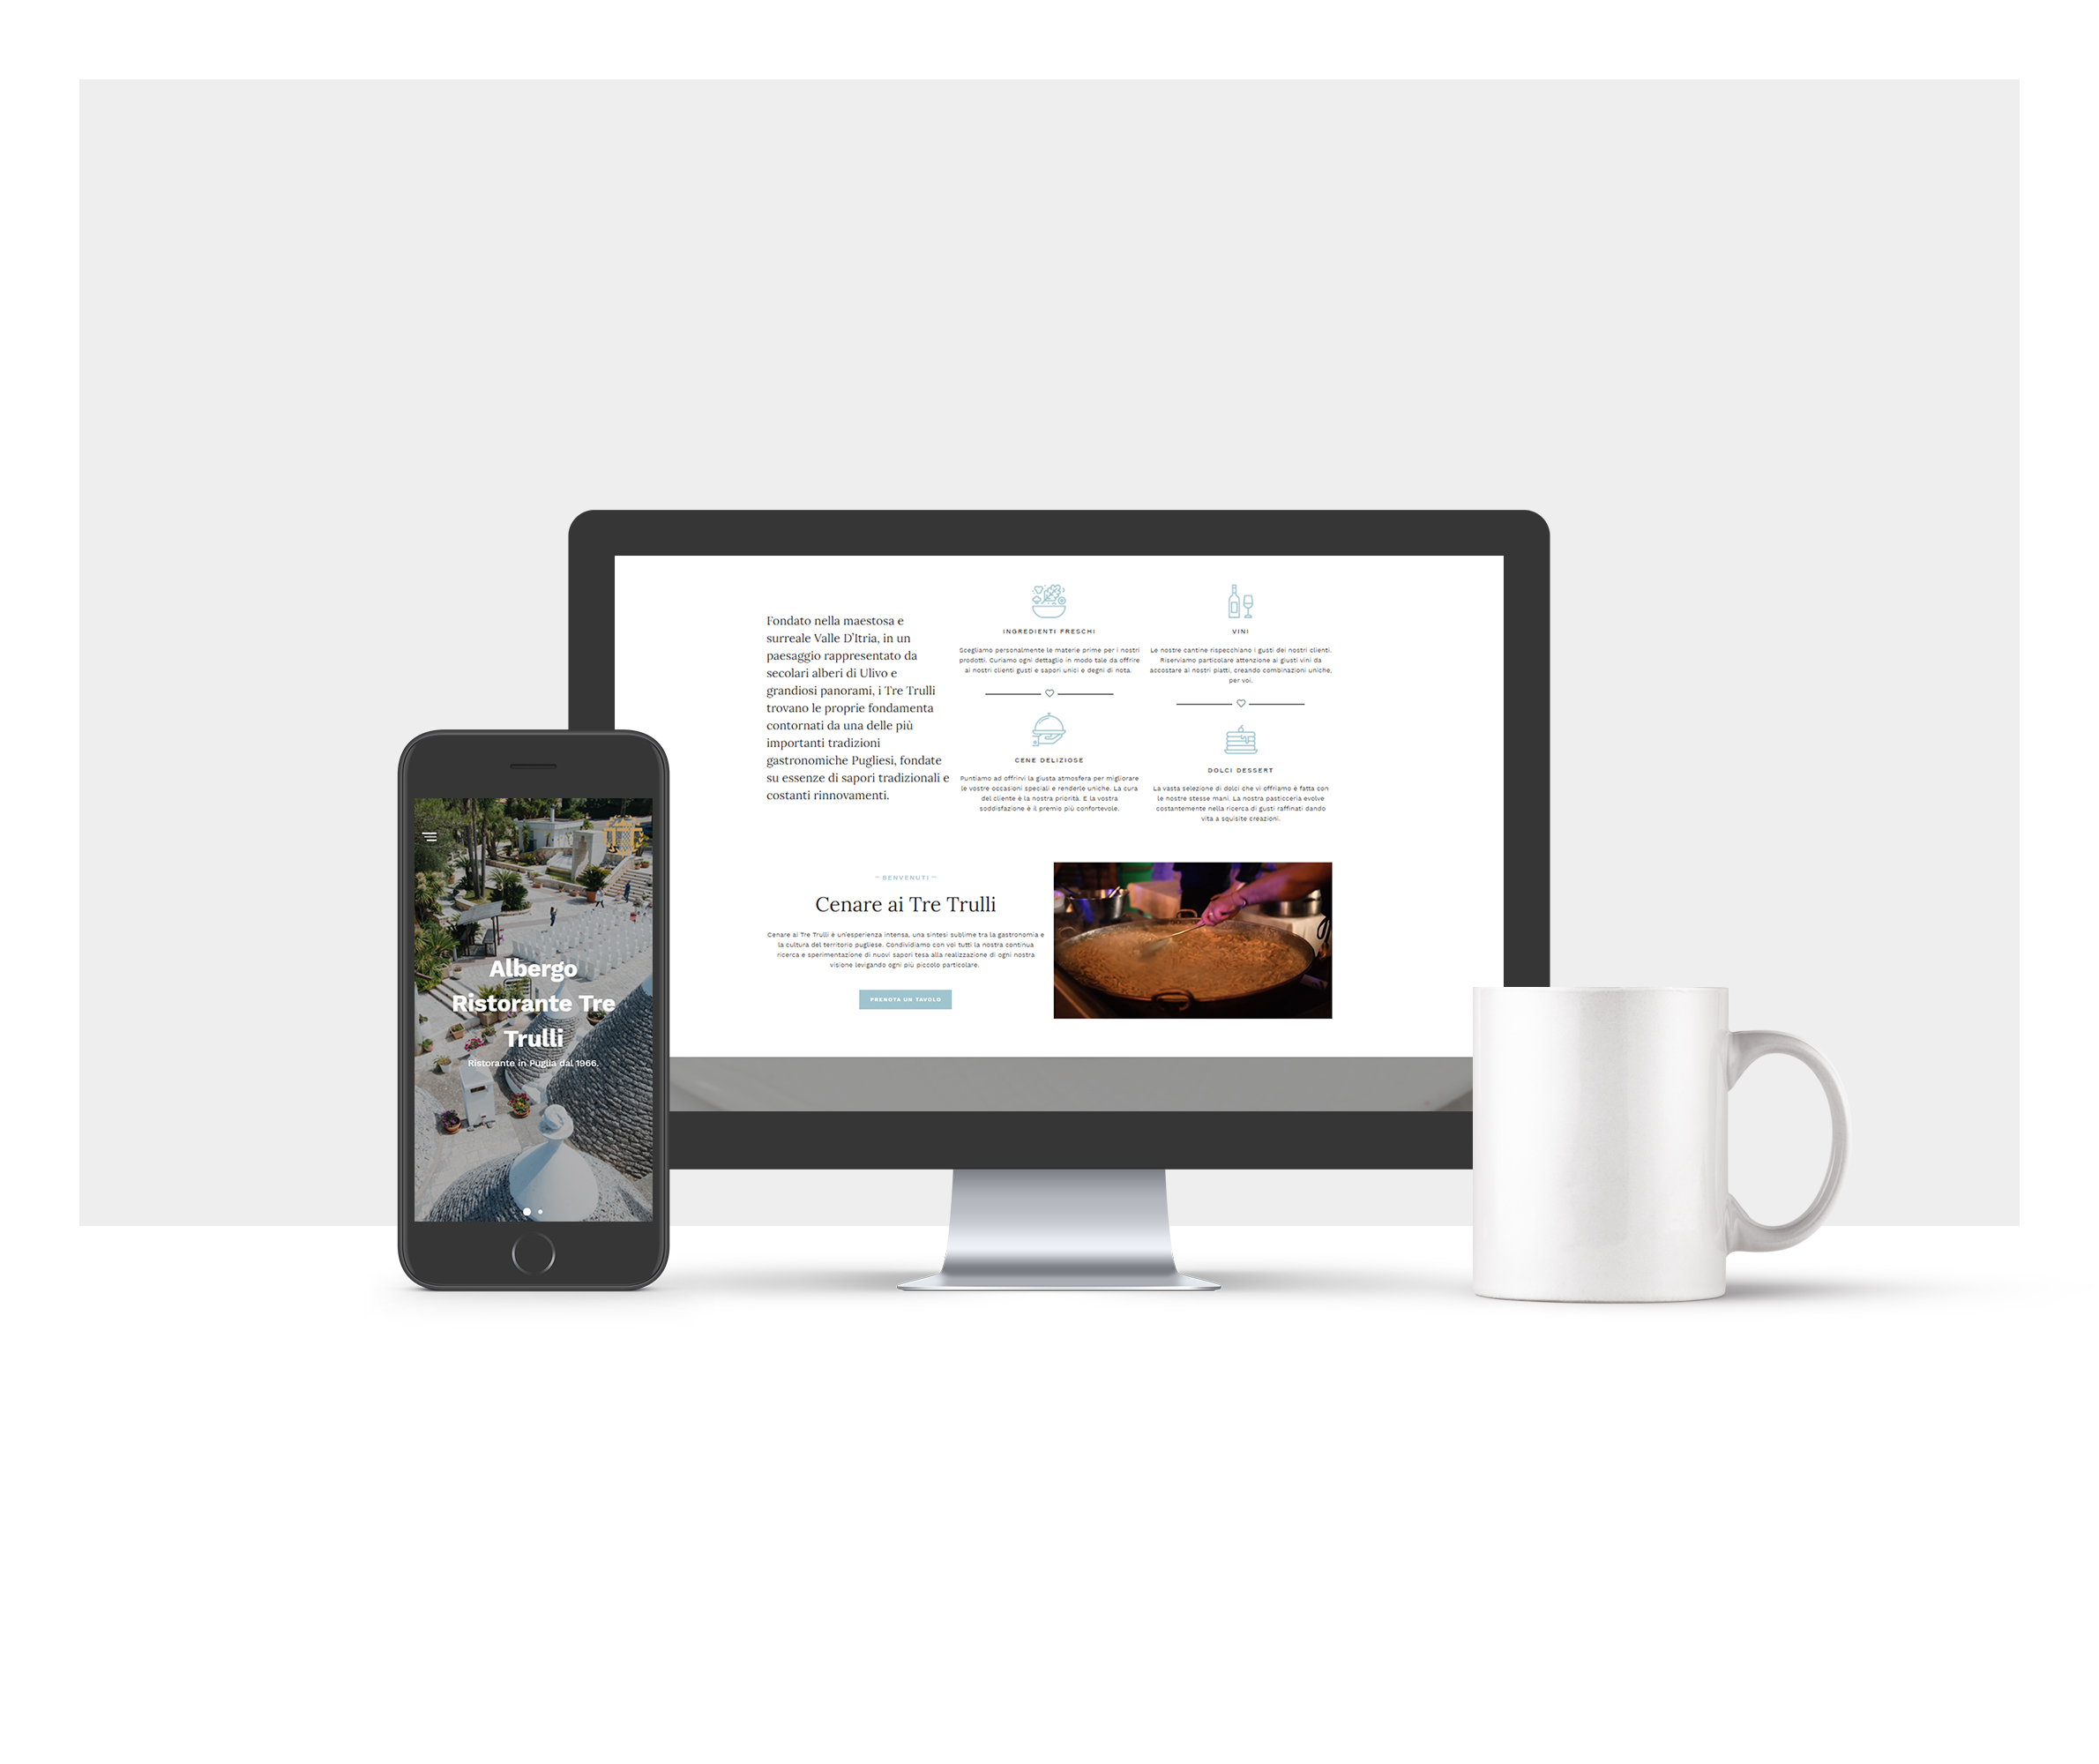 Fondato nella maestosa e
surreale Valle D'Itria, in un
paesaggio rappresentato da
secolari alberi di Ulivo e
grandiosi panorami, i Tre Trulli
trovano le proprie fondamenta
contornati da una delle più
importanti tradizioni
gastronomiche Pugliesi, fondate
su essenze di sapori tradizionali e
costanti rinnovamenti.
INGREDIENTI FRESCHI
Scegliamo personalmente le materie prime per i nostri
prodotti. Curiamo ogni dettaglio in modo tale da offrire
ai nostri clienti gusti e sapori unici e degni di nota.
VINI
Le nostre cantine rispecchiano i gusti dei nostri clienti.
Riserviamo particolare attenzione ai giusti vini da
accostare ai nostri piatti, creando combinazioni uniche,
per voi.
CENE DELIZIOSE
Puntiamo ad offrirvi la giusta atmosfera per migliorare
le vostre occasioni speciali e renderle uniche. La cura
del cliente è la nostra priorità. E la vostra
soddisfazione è il premio più confortevole.
DOLCI DESSERT
La vasta selezione di dolci che vi offriamo è fatta con
le nostre stesse mani. La nostra pasticceria evolve
costantemente nella ricerca di gusti raffinati dando
vita a squisite creazioni.
— BENVENUTI —
Cenare ai Tre Trulli
Cenare ai Tre Trulli è un'esperienza intensa, una sintesi sublime tra la gastronomia e
la cultura del territorio pugliese. Condividiamo con voi tutti la nostra continua
ricerca e sperimentazione di nuovi sapori tesa alla realizzazione di ogni nostra
visione levigando ogni più piccolo particolare.
PRENOTA UN TAVOLO
Albergo
Ristorante Tre
Trulli
Ristorante in Puglia dal 1966.